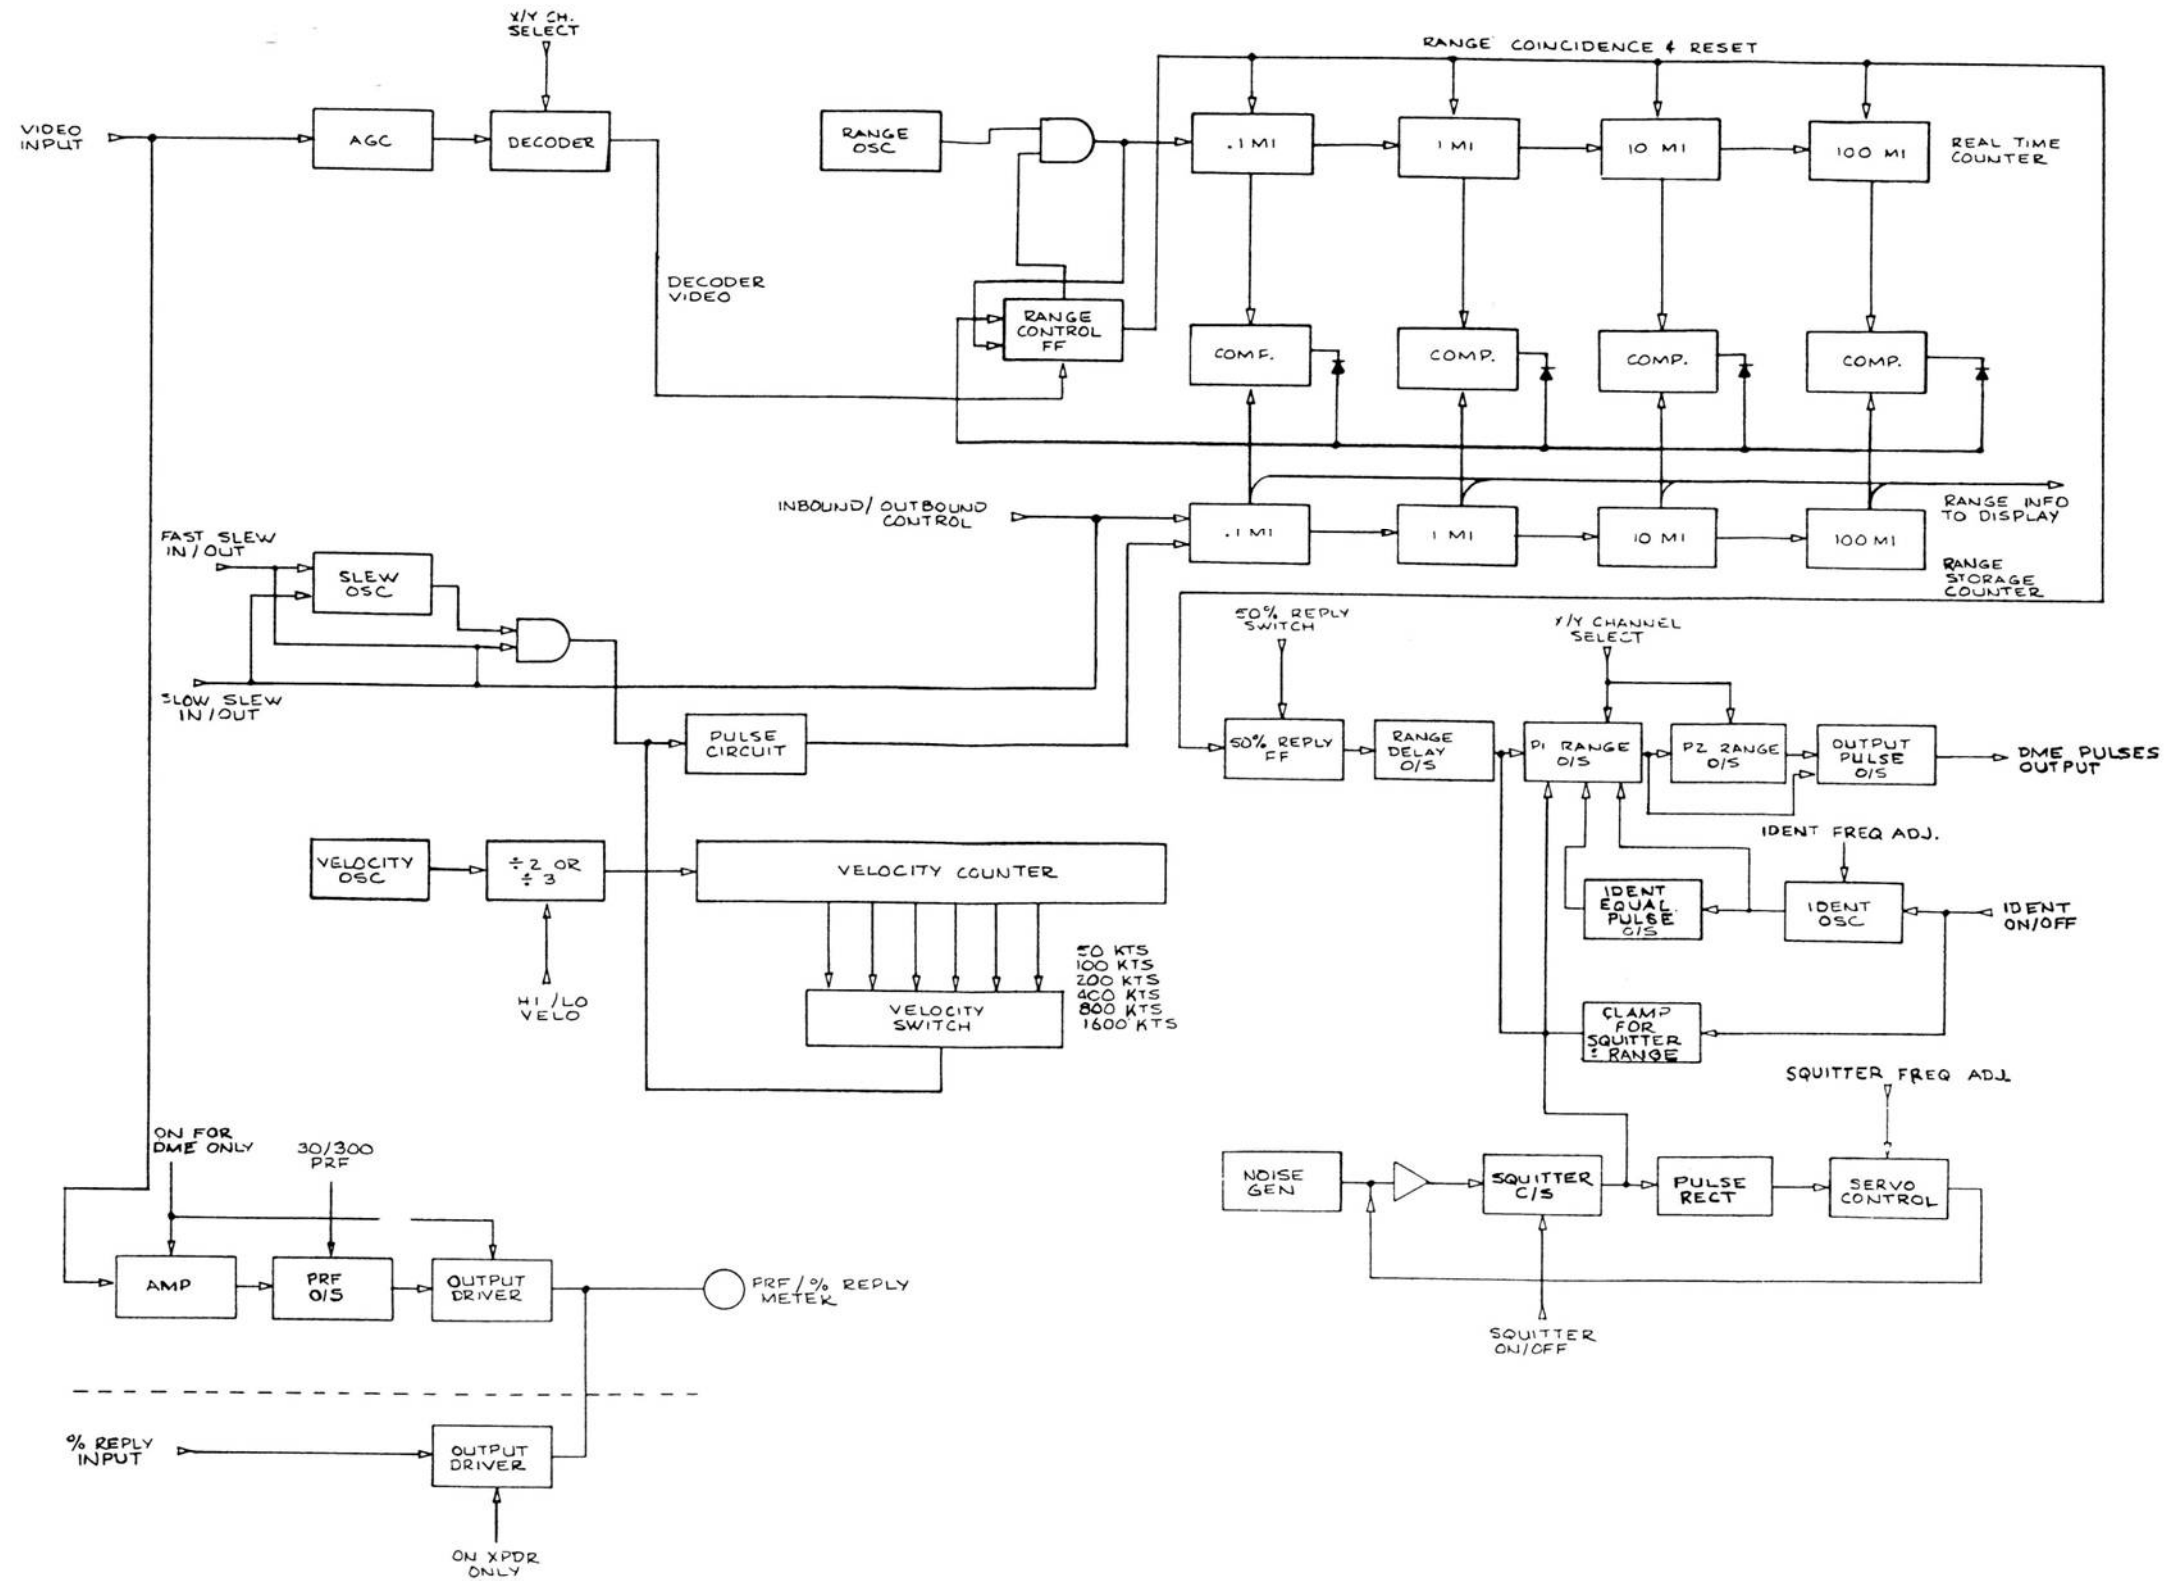 X/Y CH.
SELECT
RANGE COINCIDENCE & RESET
VIDEO
INPUT
AGC
DECODER
RANGE
OSC
.1 MI
1 MI
10 MI
100 MI
REAL TIME
COUNTER
DECODER
VIDEO
RANGE
CONTROL
FF
COMP.
COMP.
COMP.
COMP.
INBOUND/OUTBOUND
CONTROL
.1 MI
1 MI
10 MI
100 MI
RANGE INFO
TO DISPLAY
RANGE
STORAGE
COUNTER
FAST SLEW
IN/OUT
SLEW
OSC
SLOW SLEW
IN/OUT
PULSE
CIRCUIT
50% REPLY
SWITCH
X/Y CHANNEL
SELECT
50% REPLY
FF
RANGE
DELAY
O/S
P1 RANGE
O/S
P2 RANGE
O/S
OUTPUT
PULSE
O/S
DME PULSES
OUTPUT
VELOCITY
OSC
÷2 OR
÷3
VELOCITY COUNTER
HI/LO
VELO
50 KTS
100 KTS
200 KTS
400 KTS
800 KTS
1600 KTS
VELOCITY
SWITCH
IDENT FREQ ADJ.
IDENT
EQUAL.
PULSE
O/S
IDENT
OSC
IDENT
ON/OFF
CLAMP
FOR
SQUITTER
RANGE
SQUITTER FREQ ADJ.
NOISE
GEN
SQUITTER
O/S
PULSE
RECT
SERVO
CONTROL
SQUITTER
ON/OFF
ON FOR
DME ONLY
30/300
PRF
AMP
PRF
O/S
OUTPUT
DRIVER
PRF/% REPLY
METER
% REPLY
INPUT
OUTPUT
DRIVER
ON XPDR
ONLY